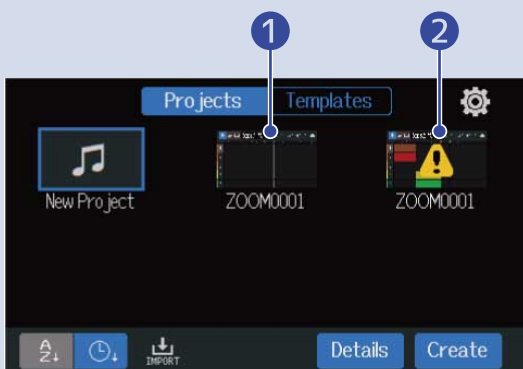 1 2
Projects Templates
New Project ZOOM0001 ZOOM0001
A Z↓ IMPORT Details Create